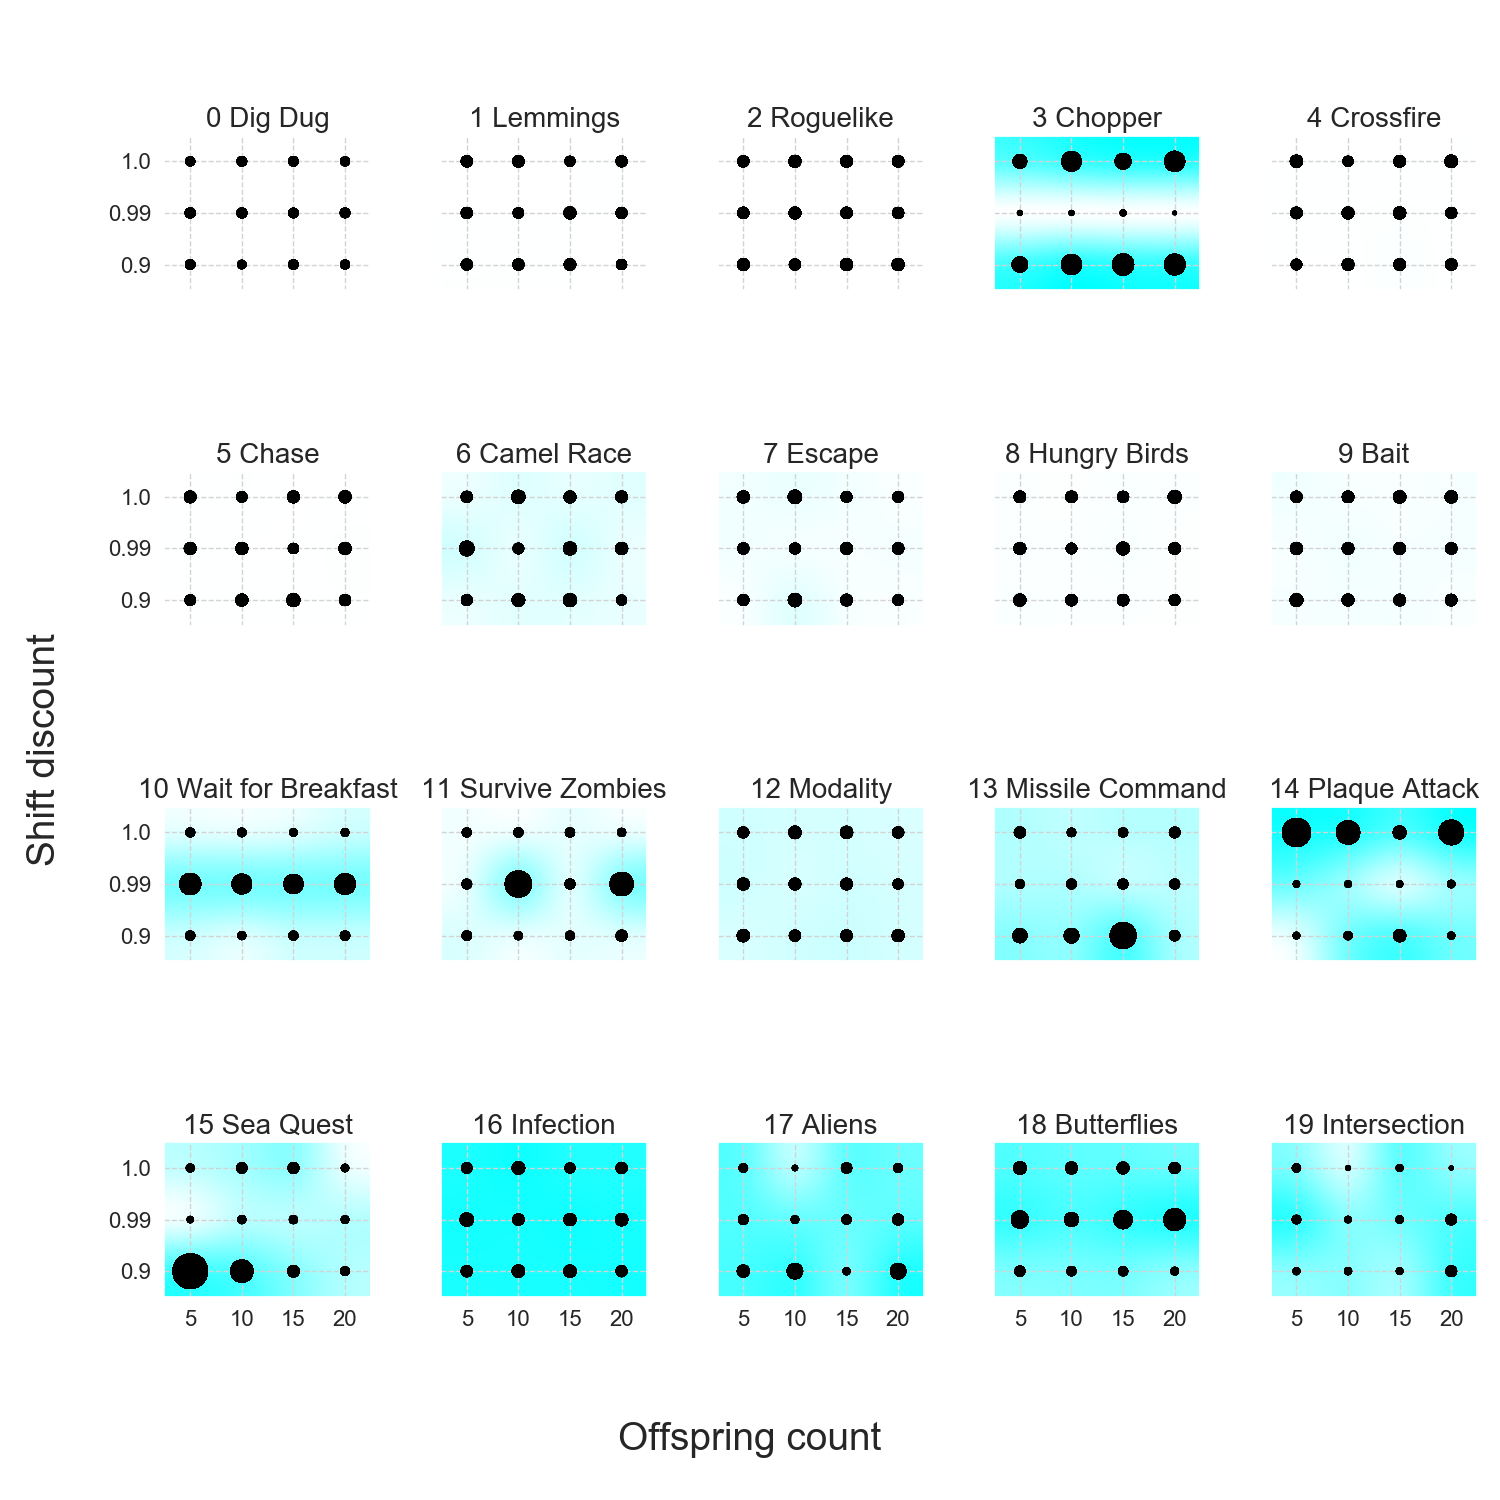 0 Dig Dug
1 Lemmings
2 Roguelike
3 Chopper
4 Crossfire
1.0
0.99
0.9
5 Chase
6 Camel Race
7 Escape
8 Hungry Birds
9 Bait
1.0
0.99
0.9
Shift discount
10 Wait for Breakfast
11 Survive Zombies
12 Modality
13 Missile Command
14 Plaque Attack
1.0
0.99
0.9
15 Sea Quest
16 Infection
17 Aliens
18 Butterflies
19 Intersection
1.0
0.99
0.9
5 10 15 20
5 10 15 20
5 10 15 20
5 10 15 20
5 10 15 20
Offspring count